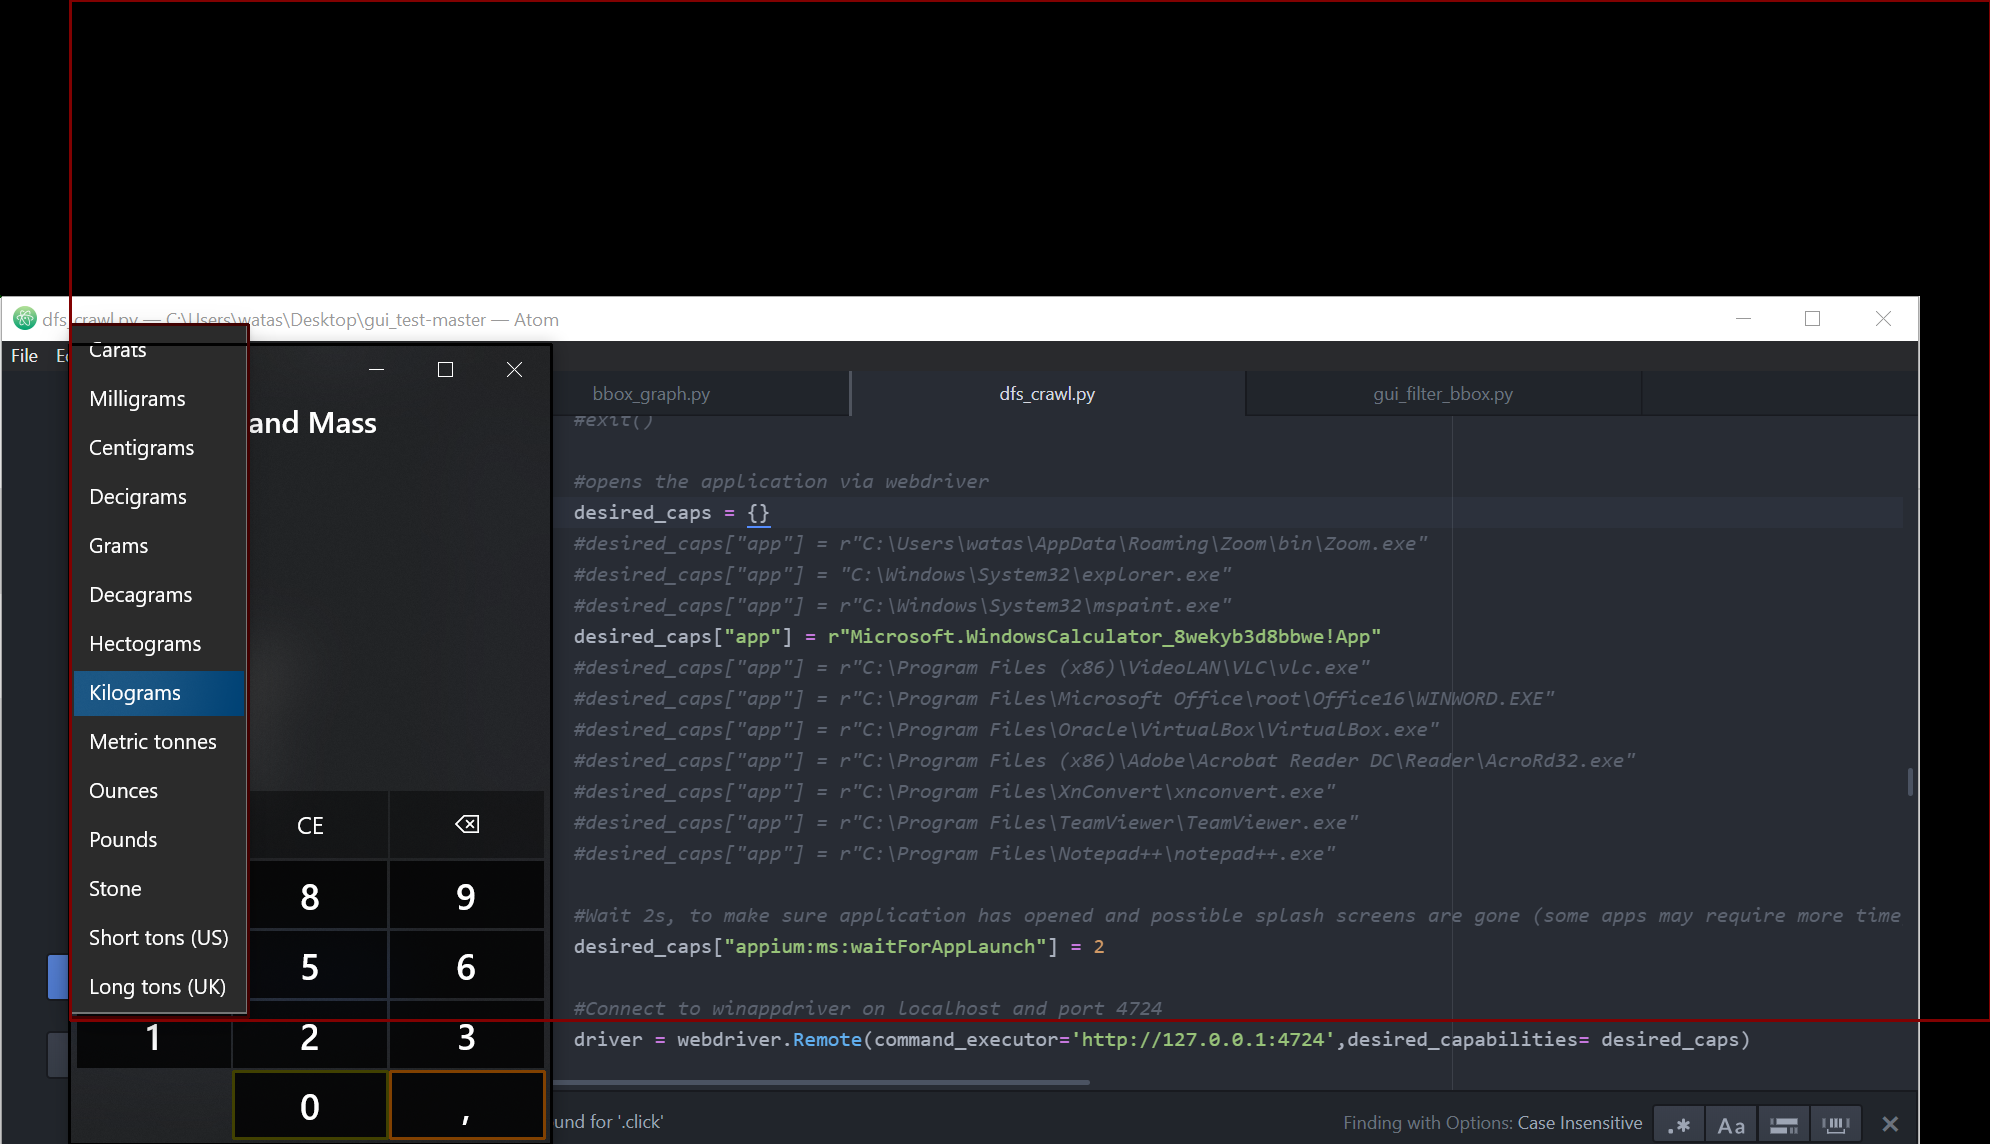 dfs_crawl.py — C:\Users\watas\Desktop\gui_test-master — Atom
File
Carats
Milligrams
Centigrams
Decigrams
Grams
Decagrams
Hectograms
Kilograms
Metric tonnes
Ounces
Pounds
Stone
Short tons (US)
Long tons (UK)
and Mass
CE
8 9
5 6
1 2 3
0 ,
bbox_graph.py dfs_crawl.py gui_filter_bbox.py
#exit()
#opens the application via webdriver
desired_caps = {}
#desired_caps["app"] = r"C:\Users\watas\AppData\Roaming\Zoom\bin\Zoom.exe"
#desired_caps["app"] = "C:\Windows\System32\explorer.exe"
#desired_caps["app"] = r"C:\Windows\System32\mspaint.exe"
desired_caps["app"] = r"Microsoft.WindowsCalculator_8wekyb3d8bbwe!App"
#desired_caps["app"] = r"C:\Program Files (x86)\VideoLAN\VLC\vlc.exe"
#desired_caps["app"] = r"C:\Program Files\Microsoft Office\root\Office16\WINWORD.EXE"
#desired_caps["app"] = r"C:\Program Files\Oracle\VirtualBox\VirtualBox.exe"
#desired_caps["app"] = r"C:\Program Files (x86)\Adobe\Acrobat Reader DC\Reader\AcroRd32.exe"
#desired_caps["app"] = r"C:\Program Files\XnConvert\xnconvert.exe"
#desired_caps["app"] = r"C:\Program Files\TeamViewer\TeamViewer.exe"
#desired_caps["app"] = r"C:\Program Files\Notepad++\notepad++.exe"
#Wait 2s, to make sure application has opened and possible splash screens are gone (some apps may require more time
desired_caps["appium:ms:waitForAppLaunch"] = 2
#Connect to winappdriver on localhost and port 4724
driver = webdriver.Remote(command_executor='http://127.0.0.1:4724',desired_capabilities= desired_caps)
und for '.click'
Finding with Options: Case Insensitive
.* Aa